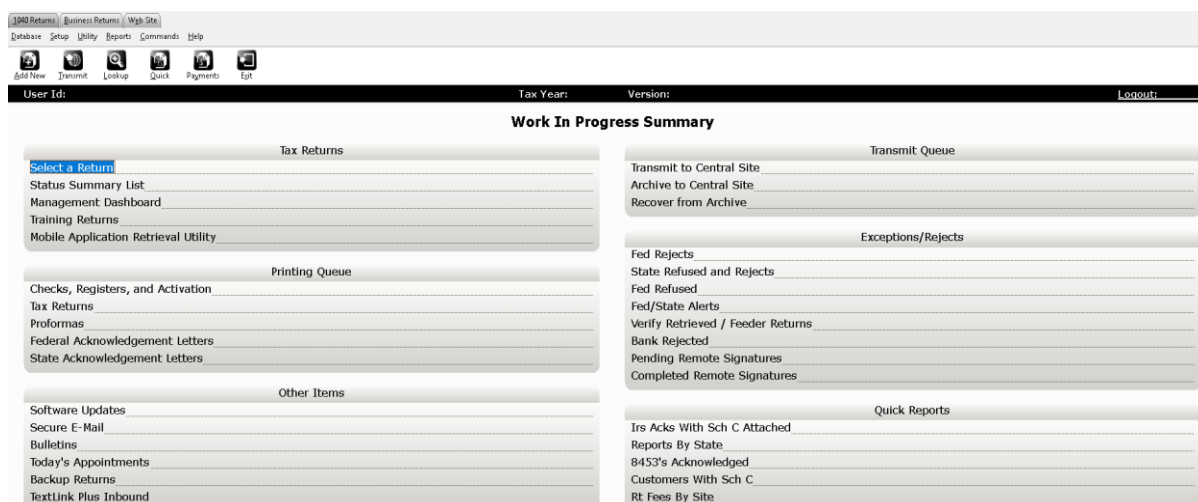 1040 Returns Business Returns Web Site
Database Setup Utility Reports Commands Help
Add New Transmit Lookup Quick Payments Exit
User Id: Tax Year: Version: Logout:
Work In Progress Summary
Tax Returns
Select a Return
Status Summary List
Management Dashboard
Training Returns
Mobile Application Retrieval Utility
Printing Queue
Checks, Registers, and Activation
Tax Returns
Proformas
Federal Acknowledgement Letters
State Acknowledgement Letters
Other Items
Software Updates
Secure E-Mail
Bulletins
Today's Appointments
Backup Returns
TextLink Plus Inbound
Transmit Queue
Transmit to Central Site
Archive to Central Site
Recover from Archive
Exceptions/Rejects
Fed Rejects
State Refused and Rejects
Fed Refused
Fed/State Alerts
Verify Retrieved / Feeder Returns
Bank Rejected
Pending Remote Signatures
Completed Remote Signatures
Quick Reports
Irs Acks With Sch C Attached
Reports By State
8453's Acknowledged
Customers With Sch C
Rt Fees By Site